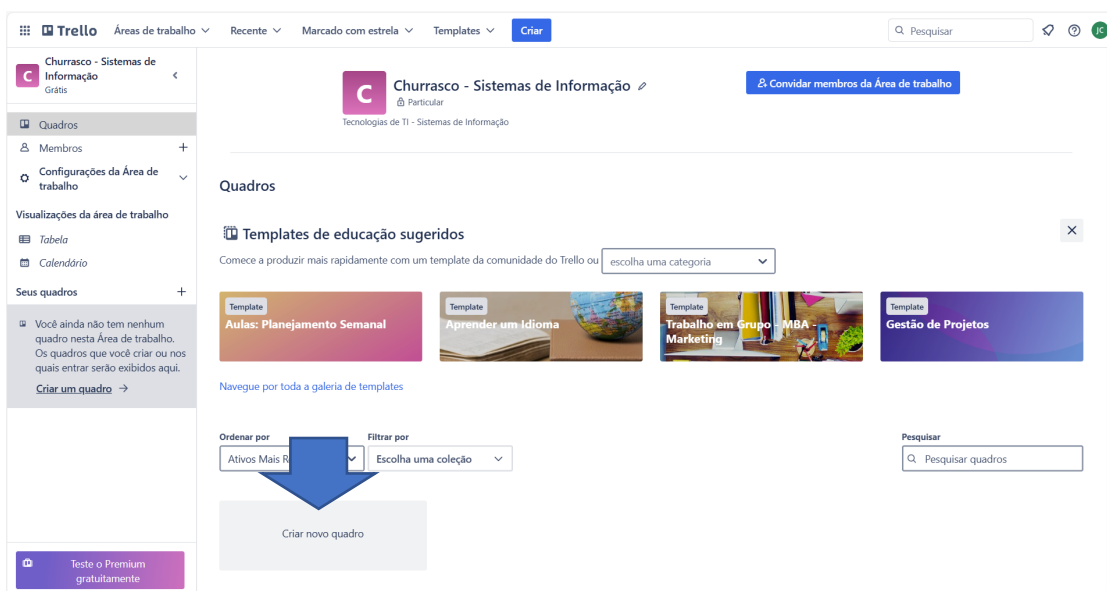 Trello Áreas de trabalho Recente Marcado com estrela Templates Criar Pesquisar JC
C Churrasco - Sistemas de
Informação
Grátis
Quadros
Membros
Configurações da Área de
trabalho
Visualizações da área de trabalho
Tabela
Calendário
Seus quadros
Você ainda não tem nenhum
quadro nesta Área de trabalho.
Os quadros que você criar ou nos
quais entrar serão exibidos aqui.
Criar um quadro →
Teste o Premium
gratuitamente
C Churrasco - Sistemas de Informação
Particular
Tecnologias de TI - Sistemas de Informação
Convidar membros da Área de trabalho
Quadros
Templates de educação sugeridos
Comece a produzir mais rapidamente com um template da comunidade do Trello ou escolha uma categoria
Template
Aulas: Planejamento Semanal
Template
Aprender um Idioma
Template
Trabalho em Grupo - MBA -
Marketing
Template
Gestão de Projetos
Navegue por toda a galeria de templates
Ordenar por
Ativos Mais
Filtrar por
Escolha uma coleção
Pesquisar
Pesquisar quadros
Criar novo quadro